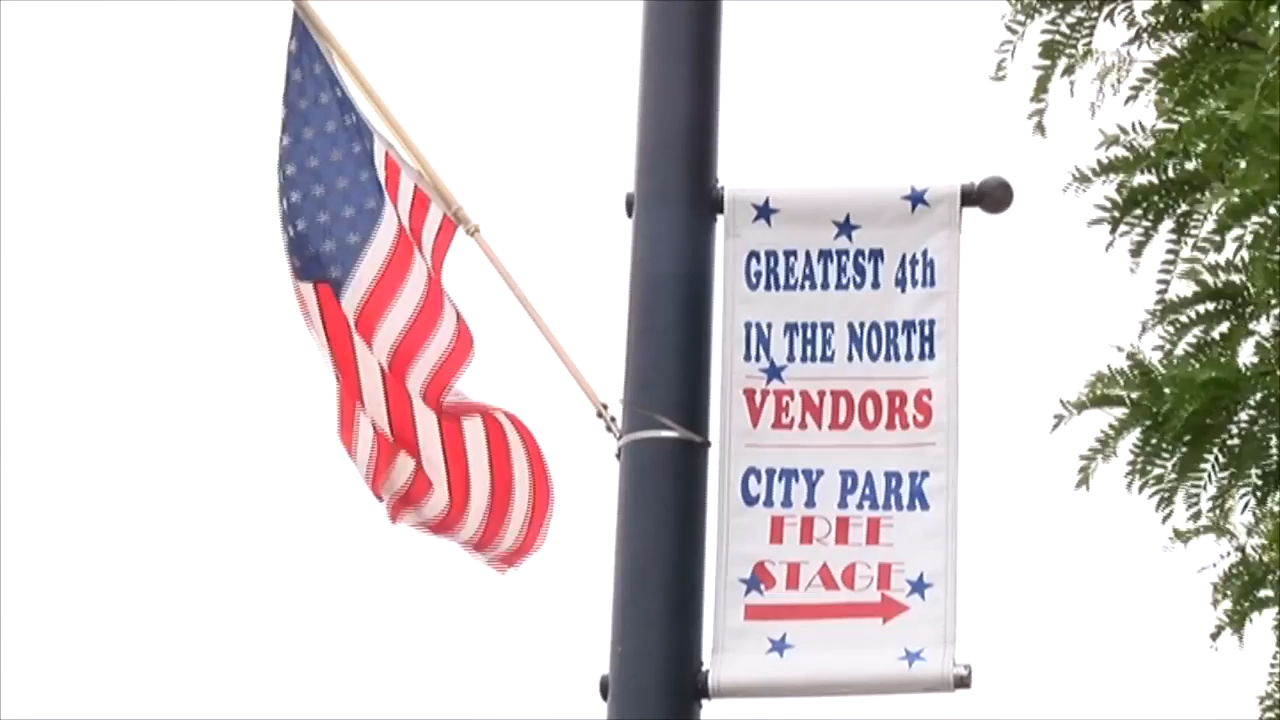 GREATEST 4th
IN THE NORTH
VENDORS
CITY PARK
FREE
STAGE